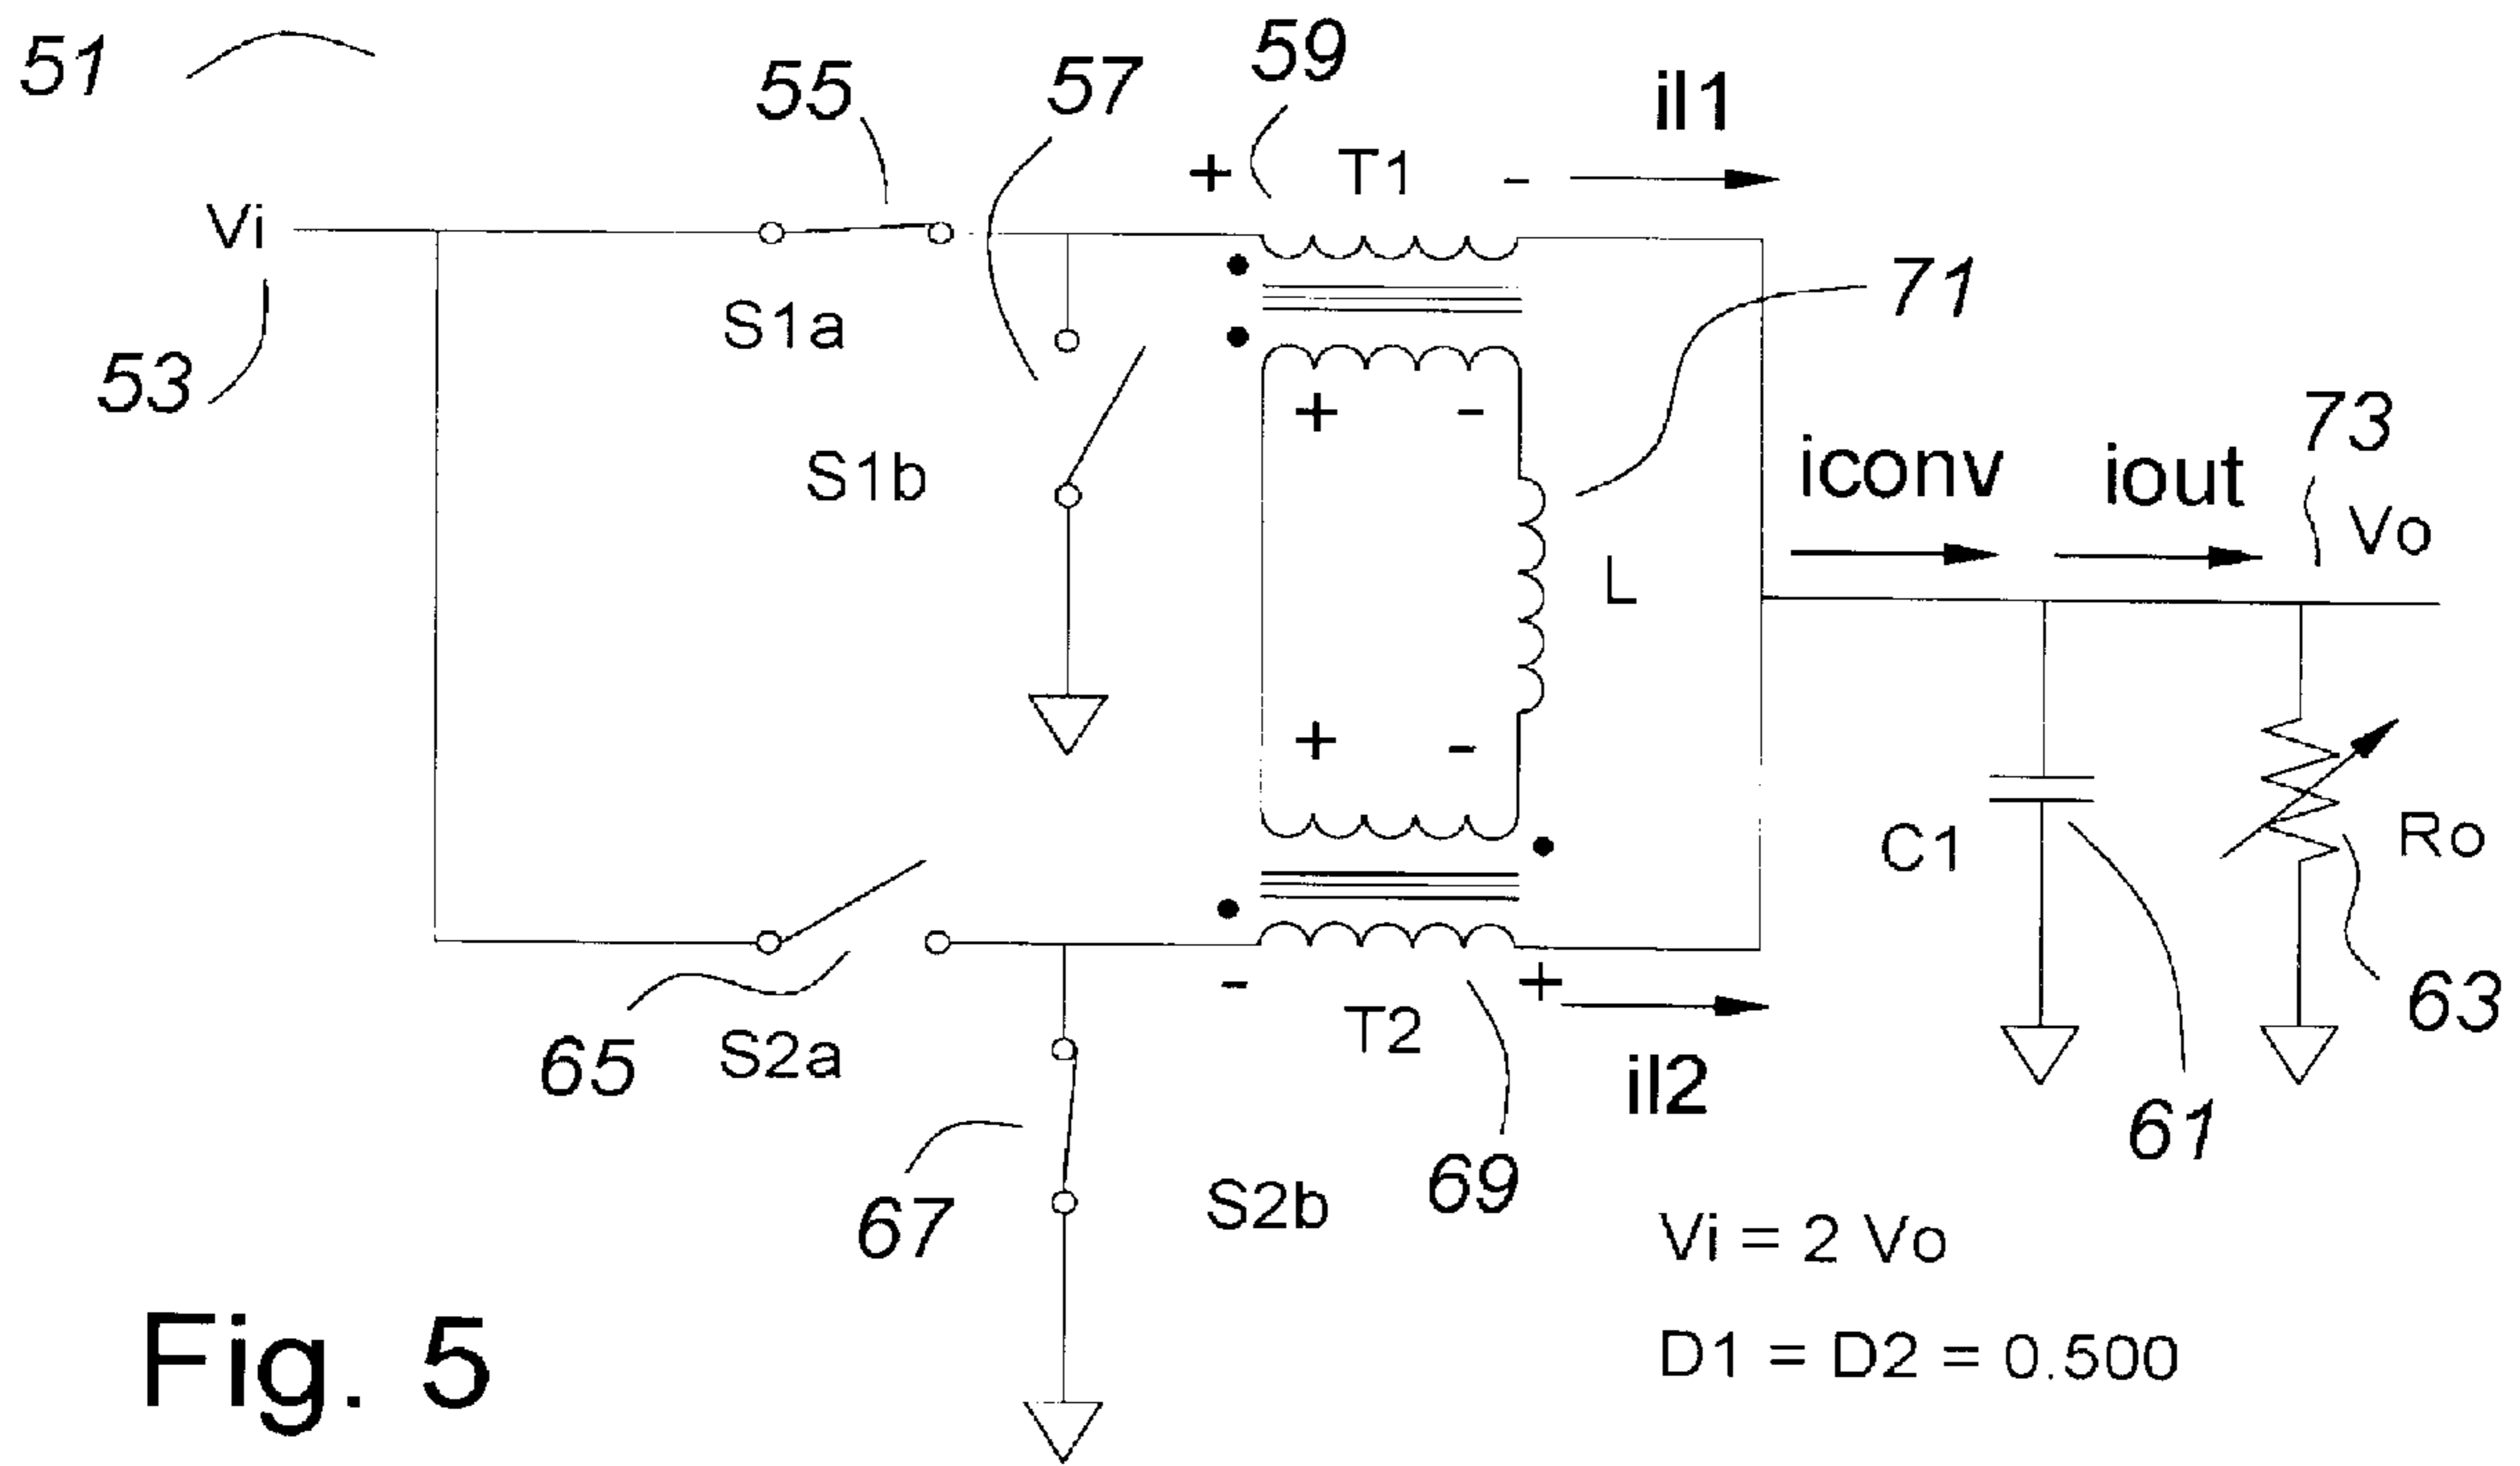 51
55
57
59
il1
+ T1 -
Vi
S1a
71
53
+ -
73
S1b
iconv
iout
Vo
L
+ -
C1
Ro
- +
63
65
S2a
T2
il2
61
67
S2b
69
Vi = 2 Vo
D1 = D2 = 0.500
Fig. 5